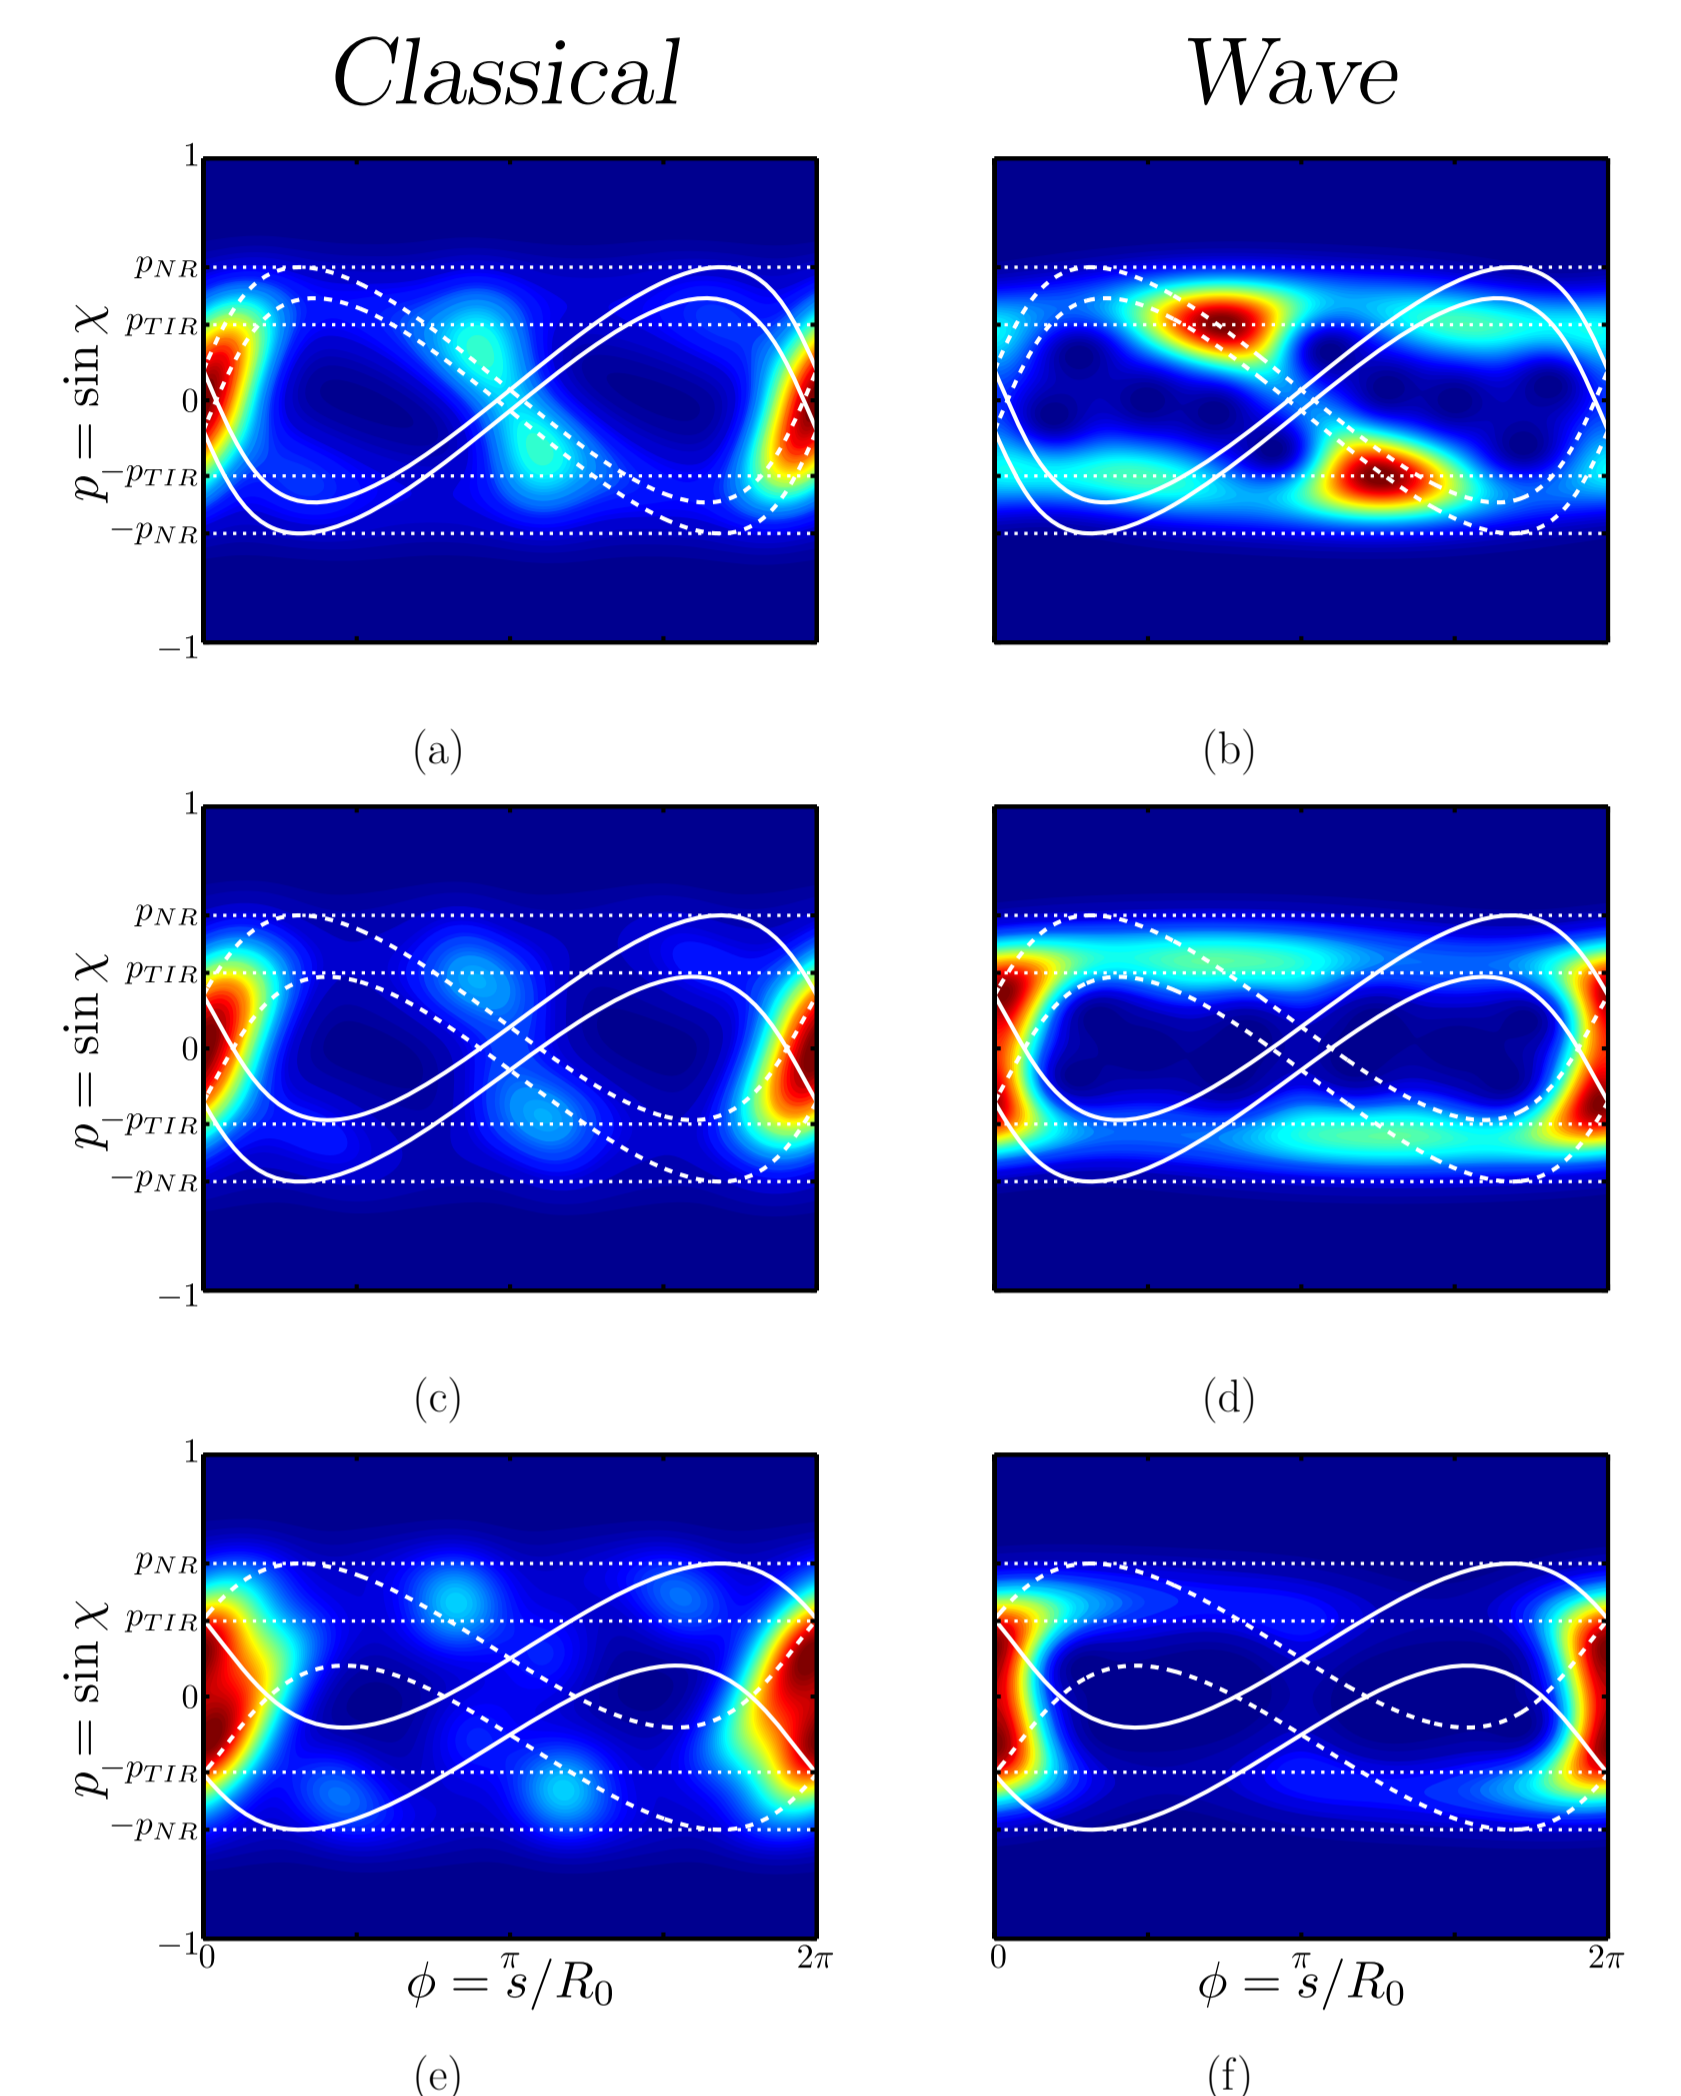 Classical Wave
1
p_{NR}
p_{TIR}
p = sin χ
0
−p_{TIR}
−p_{NR}
−1
(a) (b)
1
p_{NR}
p_{TIR}
p = sin χ
0
−p_{TIR}
−p_{NR}
−1
(c) (d)
1
p_{NR}
p_{TIR}
p = sin χ
0
−p_{TIR}
−p_{NR}
−1
0 π 2π 0 π 2π
ϕ = s/R_0 ϕ = s/R_0
(e) (f)